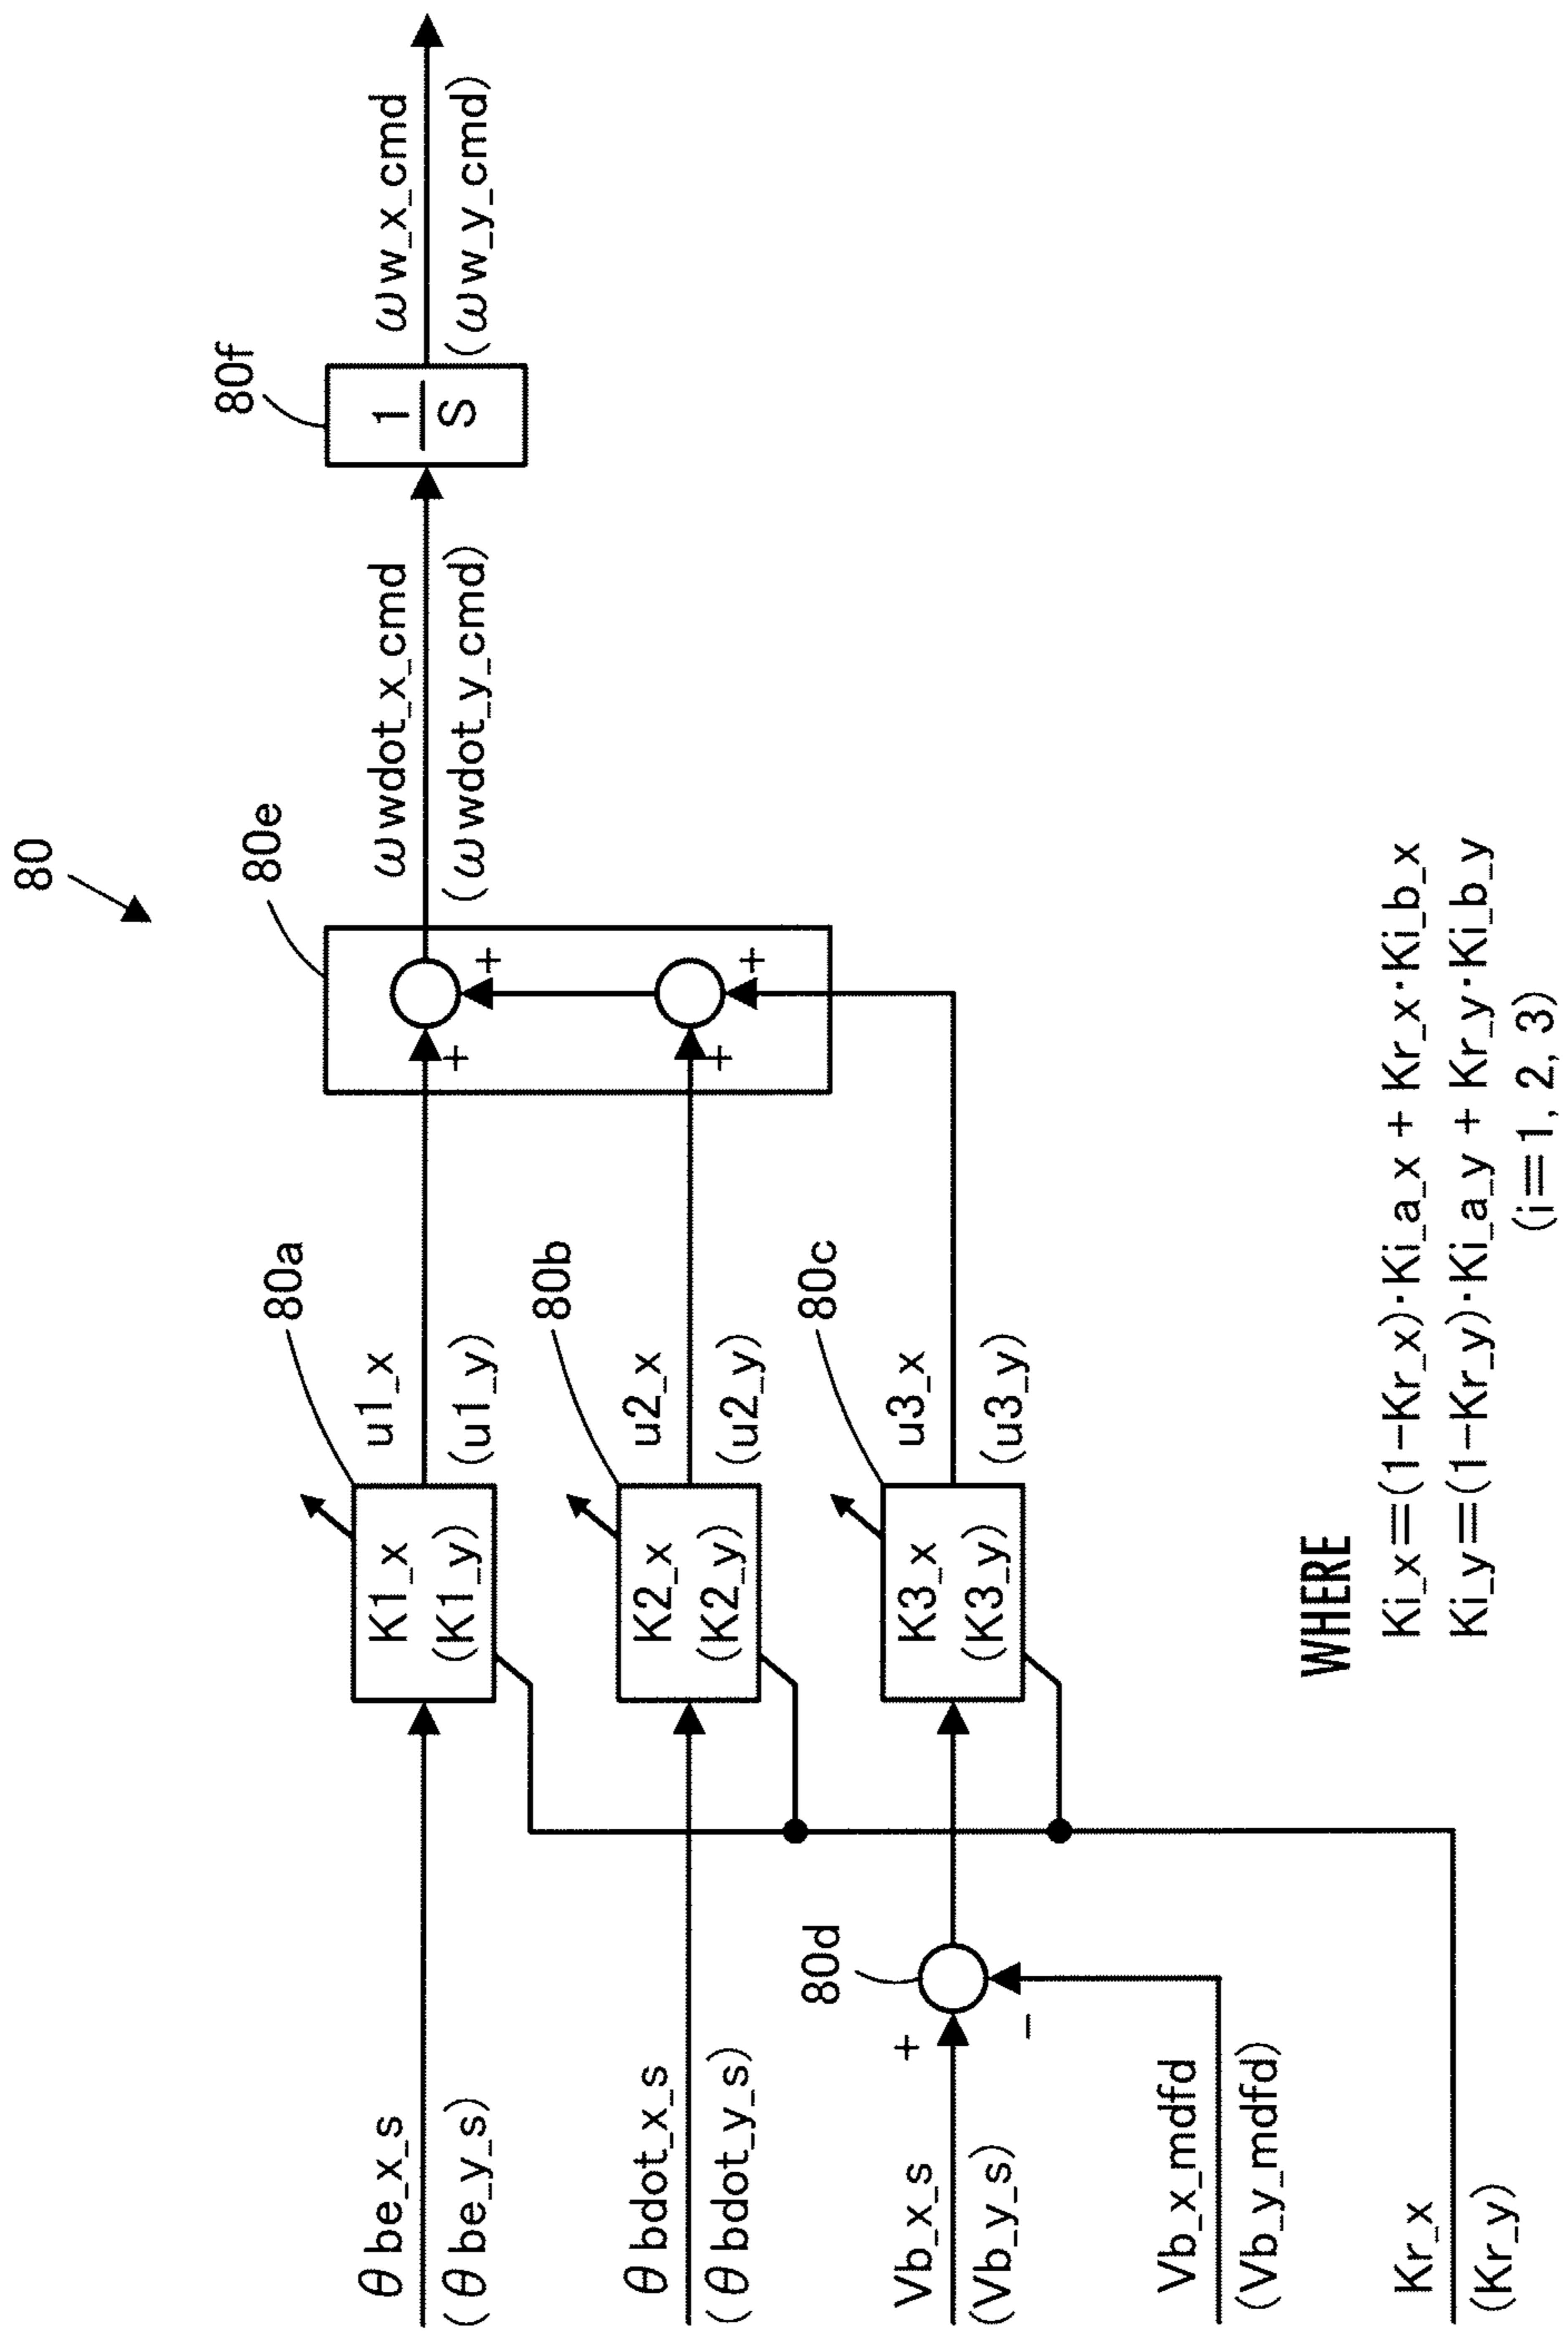 80
80f
80e
ωw_x_cmd
(ωw_y_cmd)
1
S
ωwdot_x_cmd
(ωwdot_y_cmd)
+
+
+
+
80a
u1_x
(u1_y)
K1_x
(K1_y)
θbe_x_s
(θbe_y_s)
80b
u2_x
(u2_y)
K2_x
(K2_y)
θbdot_x_s
(θbdot_y_s)
80c
u3_x
(u3_y)
K3_x
(K3_y)
80d
+
-
Vb_x_s
(Vb_y_s)
Vb_x_mdfd
(Vb_y_mdfd)
Kr_x
(Kr_y)
WHERE
Ki_x=(1-Kr_x)·Ki_a_x + Kr_x·Ki_b_x
Ki_y=(1-Kr_y)·Ki_a_y + Kr_y·Ki_b_y
(i=1, 2, 3)